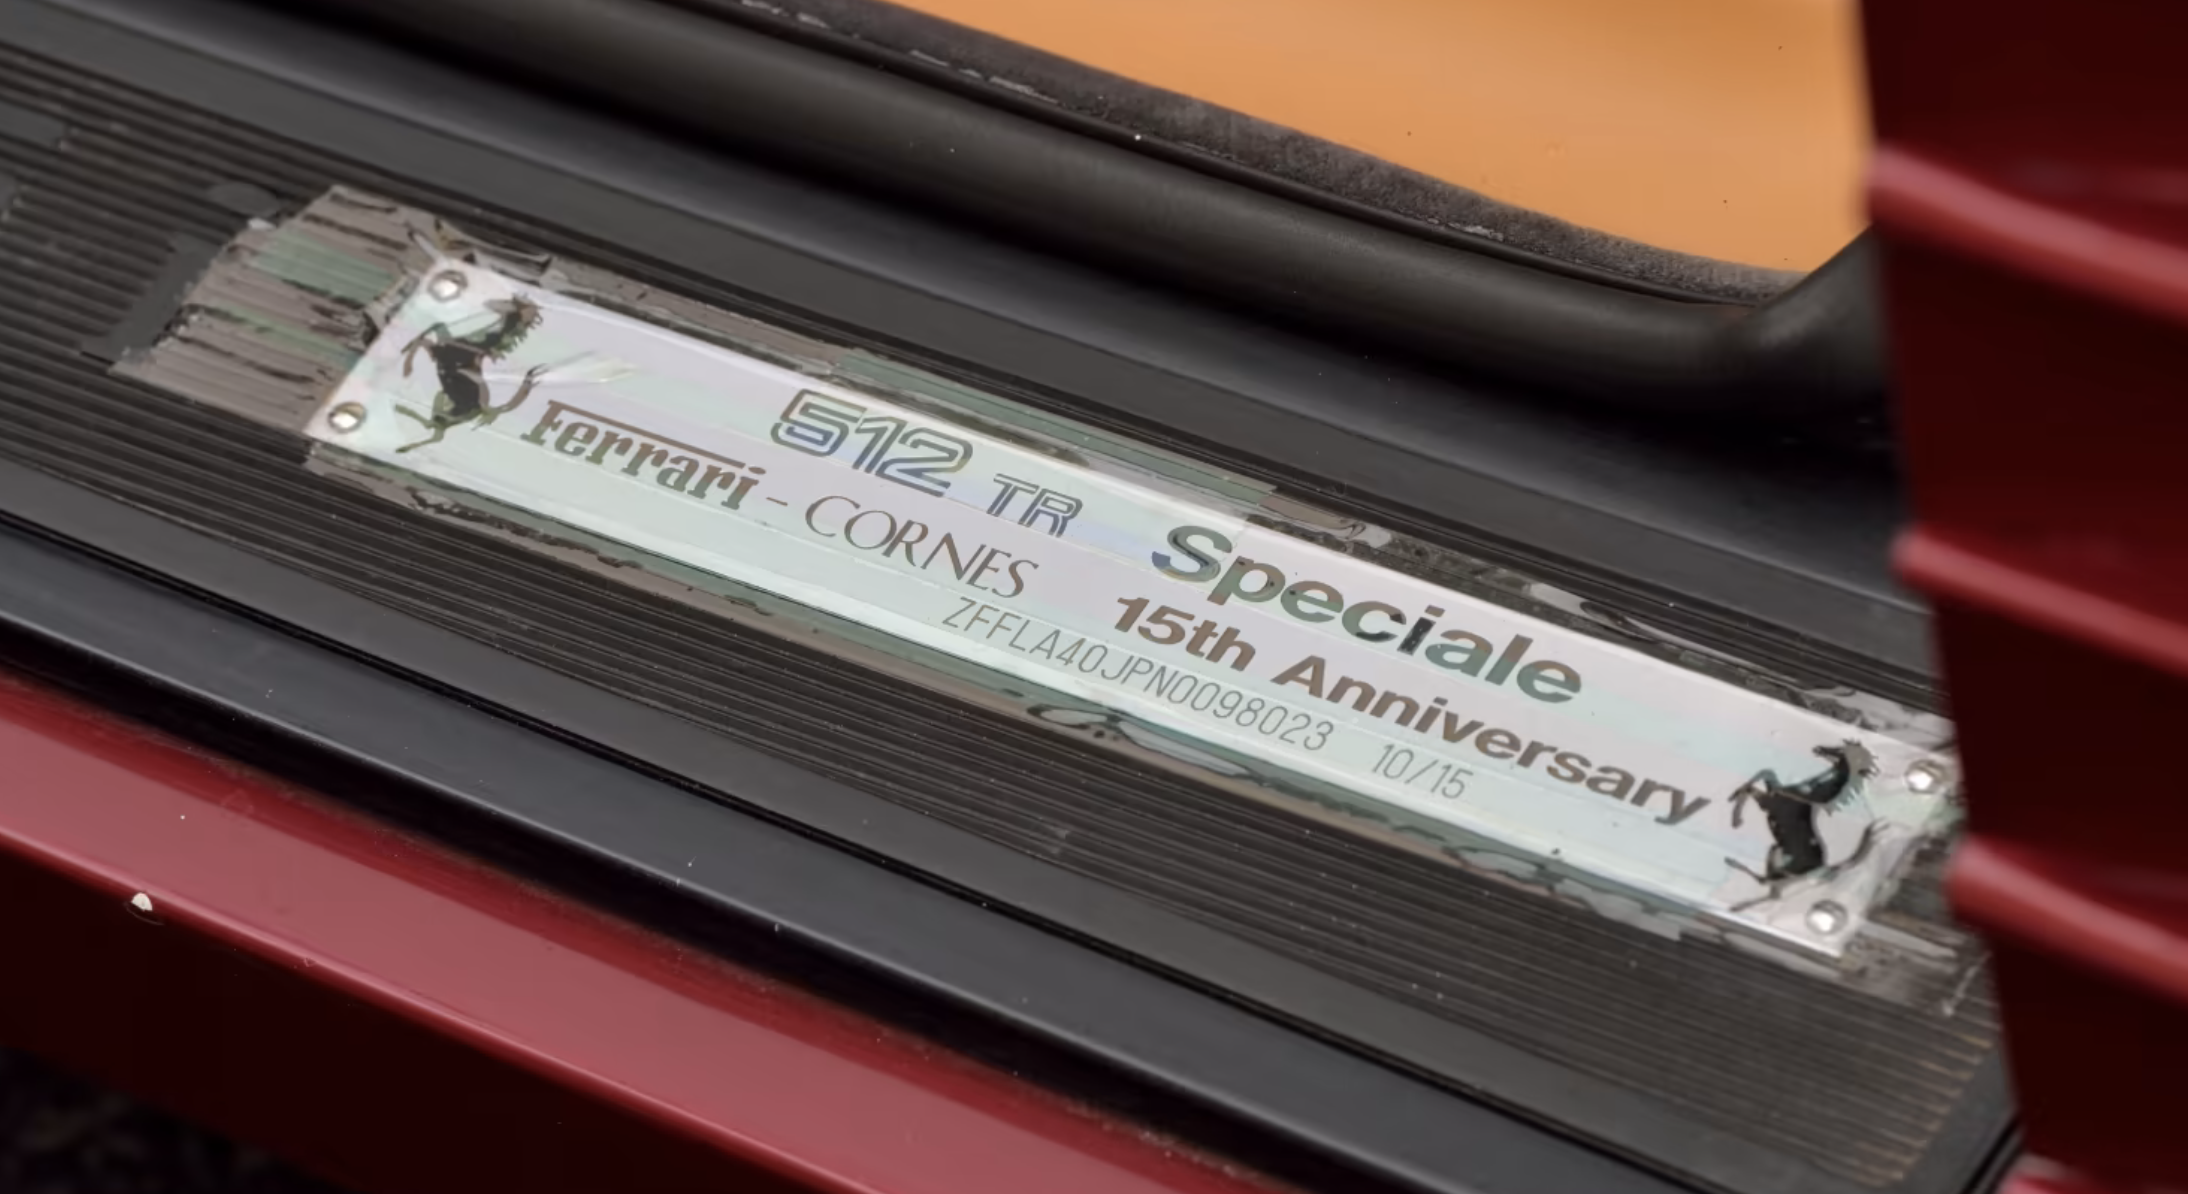 512 TR Speciale
Ferrari - CORNES 15th Anniversary
ZFFLA40JPN0098023 10/15